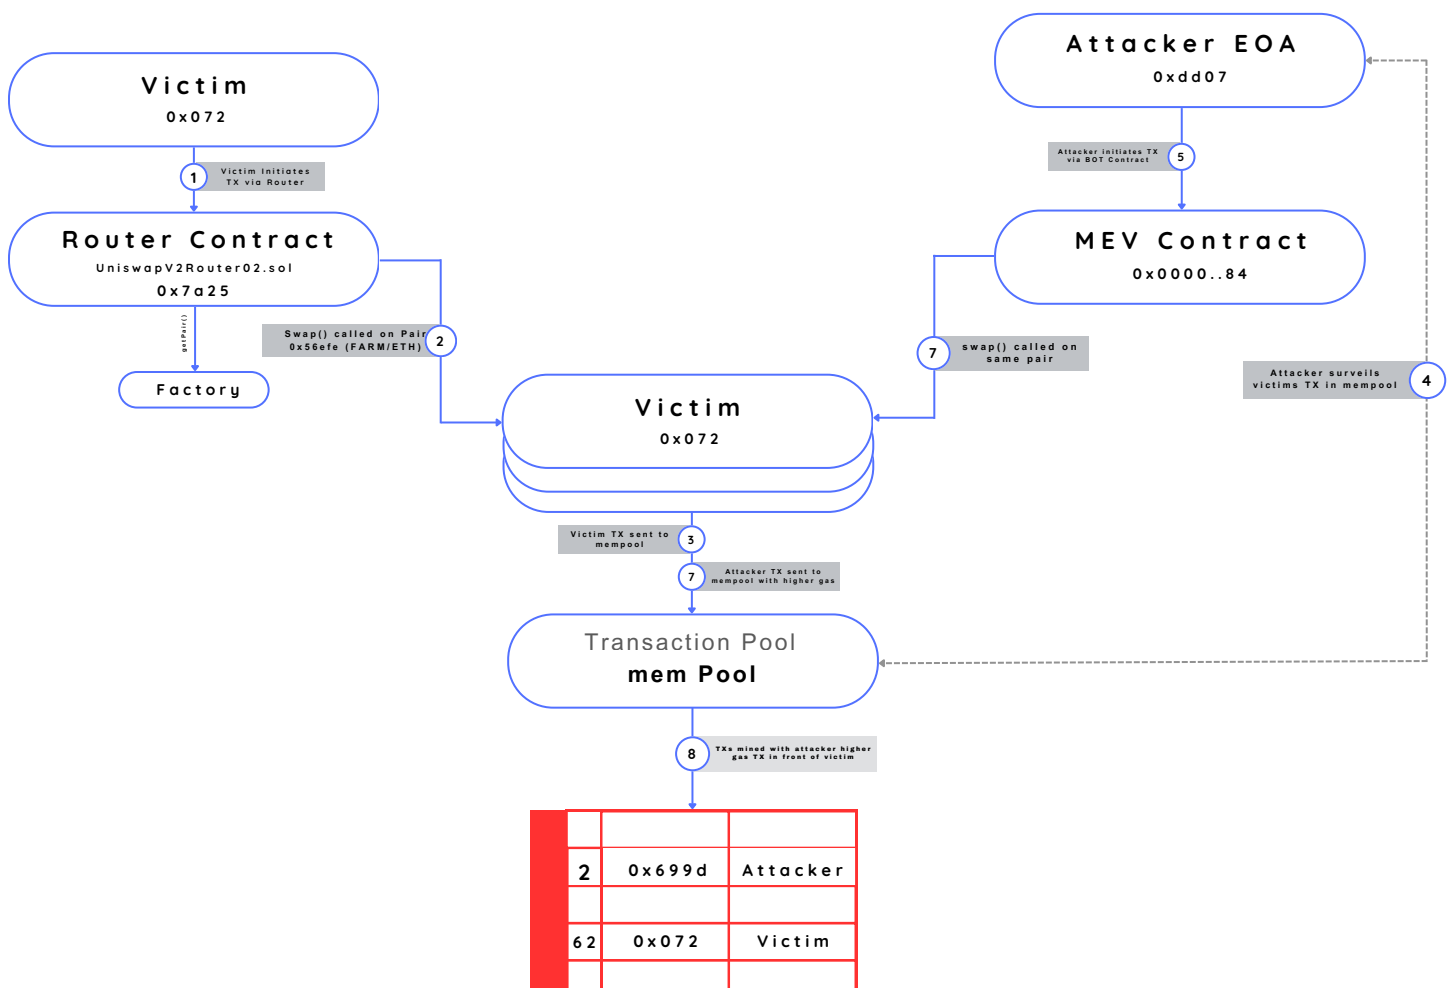 Victim
0x072
1
Victim Initiates
TX via Router
Router Contract
UniswapV2Router02.sol
0x7a25
getPair()
Factory
Swap() called on Pair
0x56efe (FARM/ETH)
2
Attacker EOA
0xdd07
Attacker initiates TX
via BOT Contract
5
MEV Contract
0x0000..84
7
swap() called on
same pair
Attacker surveils
victims TX in mempool
4
Victim
0x072
Victim TX sent to
mempool
3
7
Attacker TX sent to
mempool with higher gas
Transaction Pool
mem Pool
8
TXs mined with attacker higher
gas TX in front of victim
2 0x699d Attacker
62 0x072 Victim